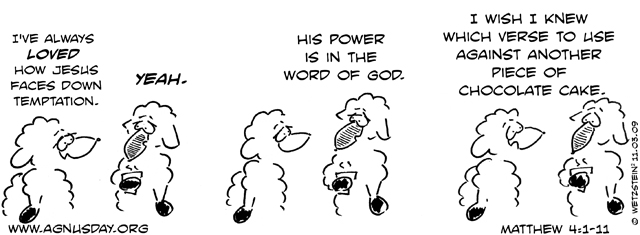 I'VE ALWAYS
LOVED
HOW JESUS
FACES DOWN
TEMPTATION.
YEAH.
HIS POWER
IS IN THE
WORD OF GOD.
I WISH I KNEW
WHICH VERSE TO USE
AGAINST ANOTHER
PIECE OF
CHOCOLATE CAKE.
WWW.AGNUSDAY.ORG
MATTHEW 4:1-11
© WETZSTEIN² 11.03.09